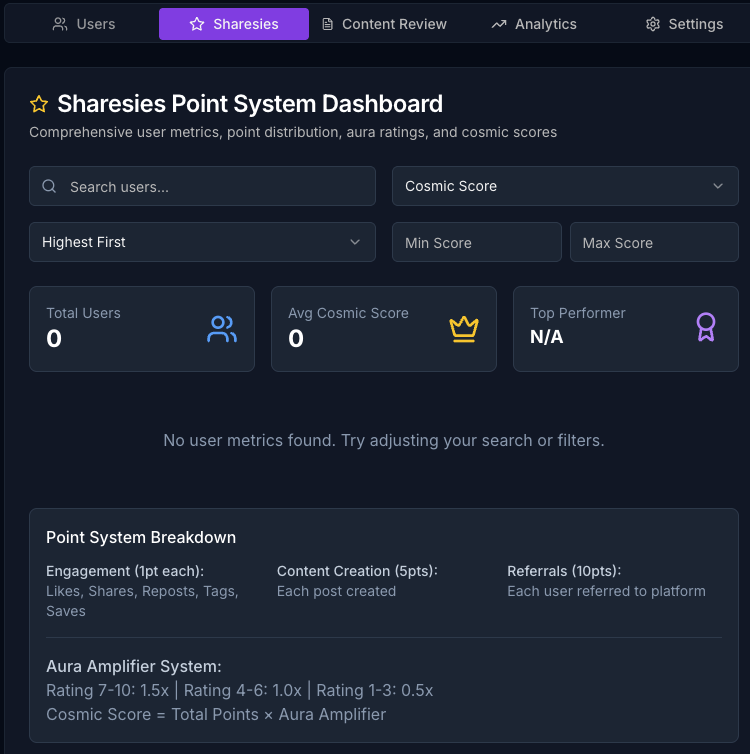 Users Sharesies Content Review Analytics Settings
Sharesies Point System Dashboard
Comprehensive user metrics, point distribution, aura ratings, and cosmic scores
Search users... Cosmic Score
Highest First Min Score Max Score
Total Users Avg Cosmic Score Top Performer
0 0 N/A
No user metrics found. Try adjusting your search or filters.
Point System Breakdown
Engagement (1pt each): Content Creation (5pts): Referrals (10pts):
Likes, Shares, Reposts, Tags, Each post created Each user referred to platform
Saves
Aura Amplifier System:
Rating 7-10: 1.5x | Rating 4-6: 1.0x | Rating 1-3: 0.5x
Cosmic Score = Total Points × Aura Amplifier